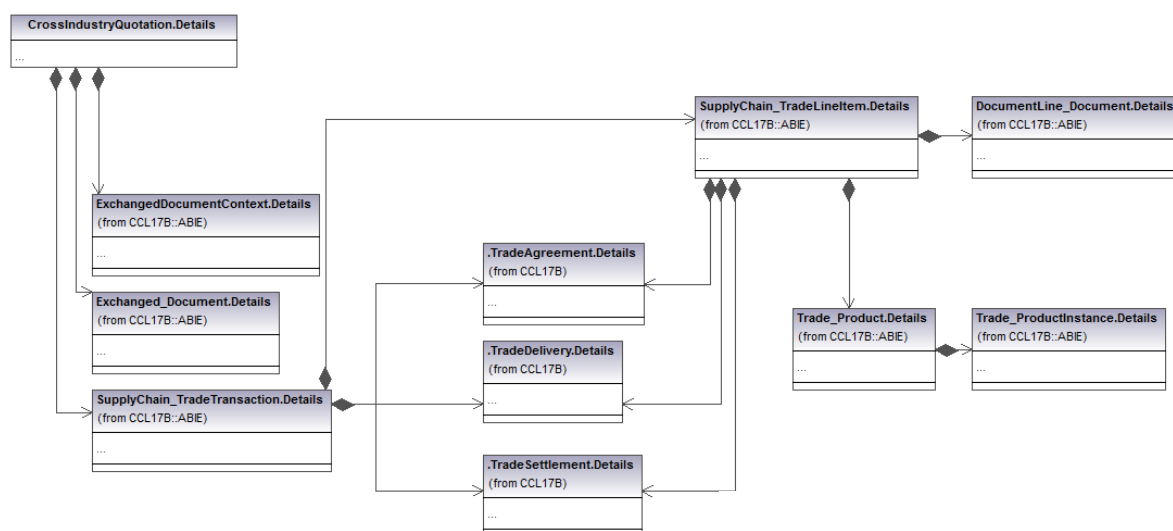 CrossIndustryQuotation.Details
...
SupplyChain_TradeLineItem.Details
(from CCL17B::ABIE)
...
DocumentLine_Document.Details
(from CCL17B::ABIE)
...
ExchangedDocumentContext.Details
(from CCL17B::ABIE)
...
.TradeAgreement.Details
(from CCL17B)
...
Exchanged_Document.Details
(from CCL17B::ABIE)
...
Trade_Product.Details
(from CCL17B::ABIE)
...
Trade_ProductInstance.Details
(from CCL17B::ABIE)
...
.TradeDelivery.Details
(from CCL17B)
...
SupplyChain_TradeTransaction.Details
(from CCL17B::ABIE)
...
.TradeSettlement.Details
(from CCL17B)
...